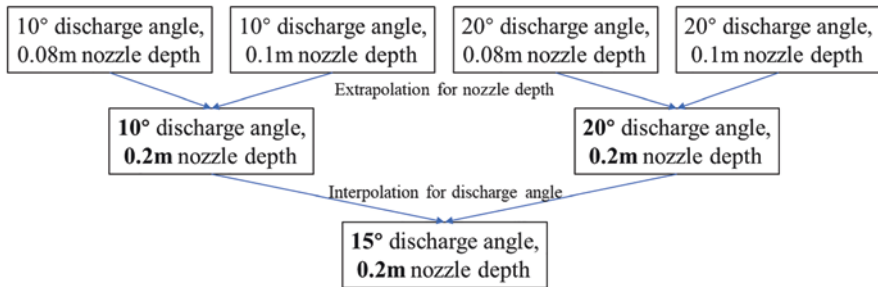 10° discharge angle,
0.08m nozzle depth
10° discharge angle,
0.1m nozzle depth
20° discharge angle,
0.08m nozzle depth
20° discharge angle,
0.1m nozzle depth
Extrapolation for nozzle depth
10° discharge angle,
0.2m nozzle depth
20° discharge angle,
0.2m nozzle depth
Interpolation for discharge angle
15° discharge angle,
0.2m nozzle depth